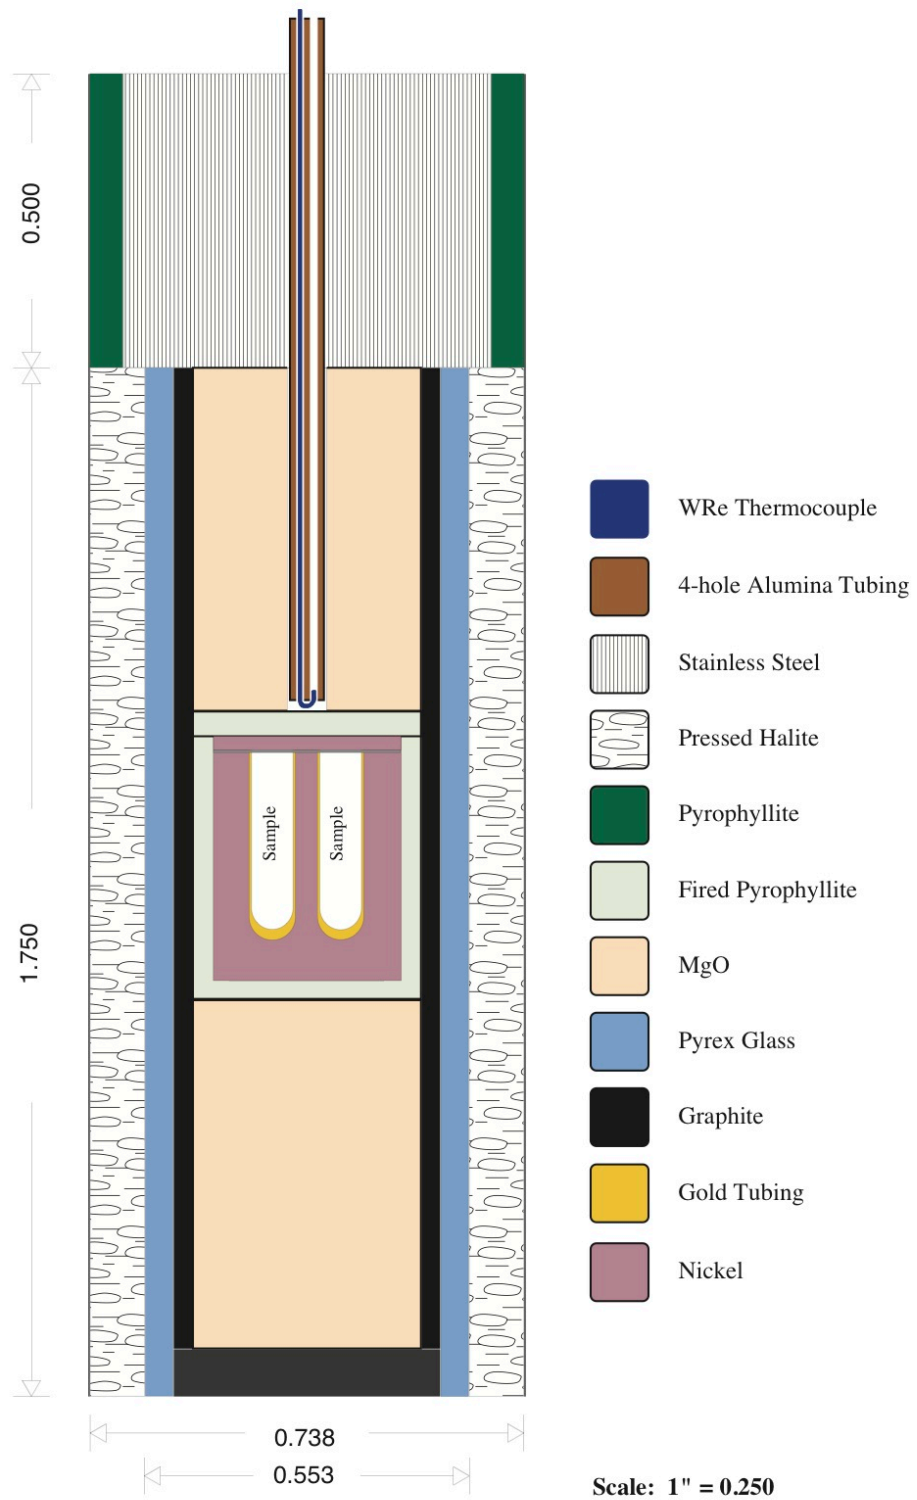 0.500
1.750
Sample
Sample
WRe Thermocouple
4-hole Alumina Tubing
Stainless Steel
Pressed Halite
Pyrophyllite
Fired Pyrophyllite
MgO
Pyrex Glass
Graphite
Gold Tubing
Nickel
0.738
0.553
Scale: 1" = 0.250